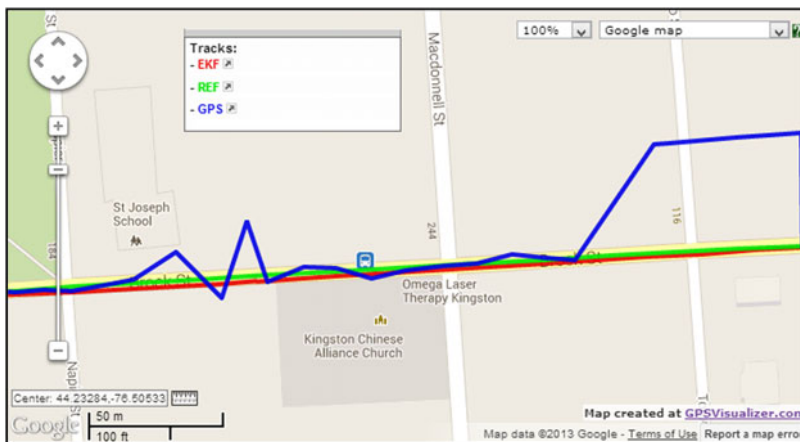 100%
Google map
Tracks:
- EKF
- REF
- GPS
Macdonnell St
St Joseph
School
184
244
116
Brock St
Brock St
Omega Laser
Therapy Kingston
Kingston Chinese
Alliance Church
Center: 44.23284,-76.50533
50 m
100 ft
Google
Map created at GPSVisualizer.com
Map data ©2013 Google - Terms of Use Report a map error